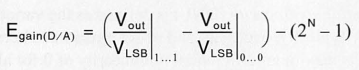 E_gain(D/A) = (V_out/V_LSB|_1...1 − V_out/V_LSB|_0...0) − (2^N − 1)